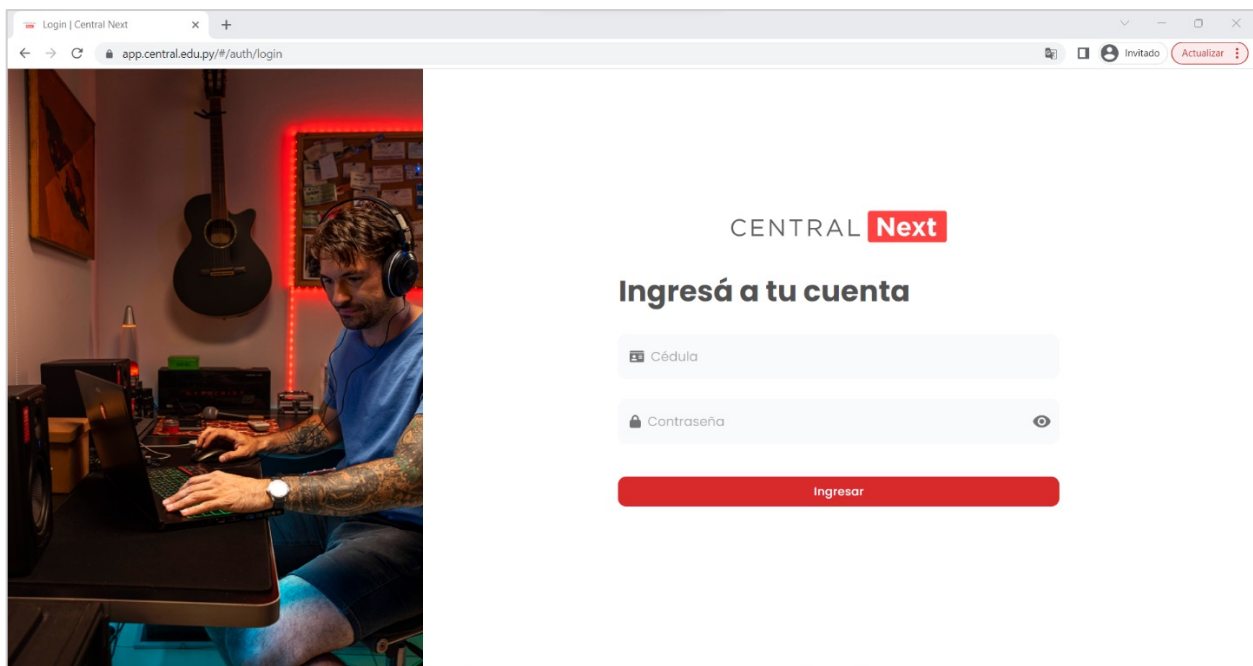 Login | Central Next
app.central.edu.py/#/auth/login
Invitado
Actualizar
CENTRAL Next
Ingresá a tu cuenta
Cédula
Contraseña
Ingresar